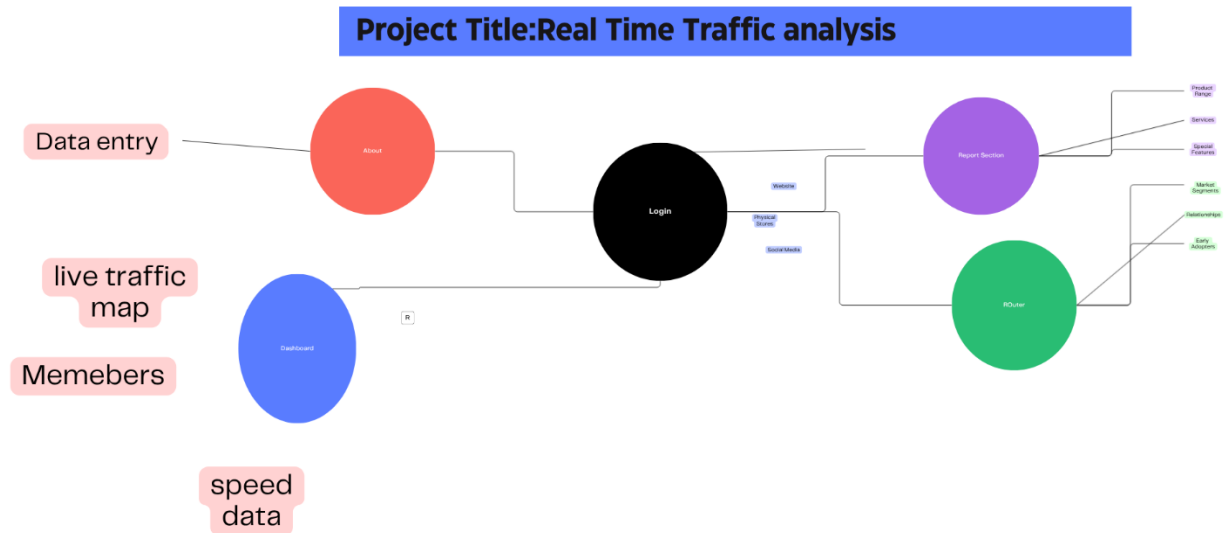 Project Title:Real Time Traffic analysis
Data entry
About
Login
Report Section
Product
Range
Services
Special
Features
Website
Physical
Stores
Social Media
Market
Segments
Relationships
Early
Adopters
live traffic
map
Dashboard
R
ROuter
Memebers
speed
data